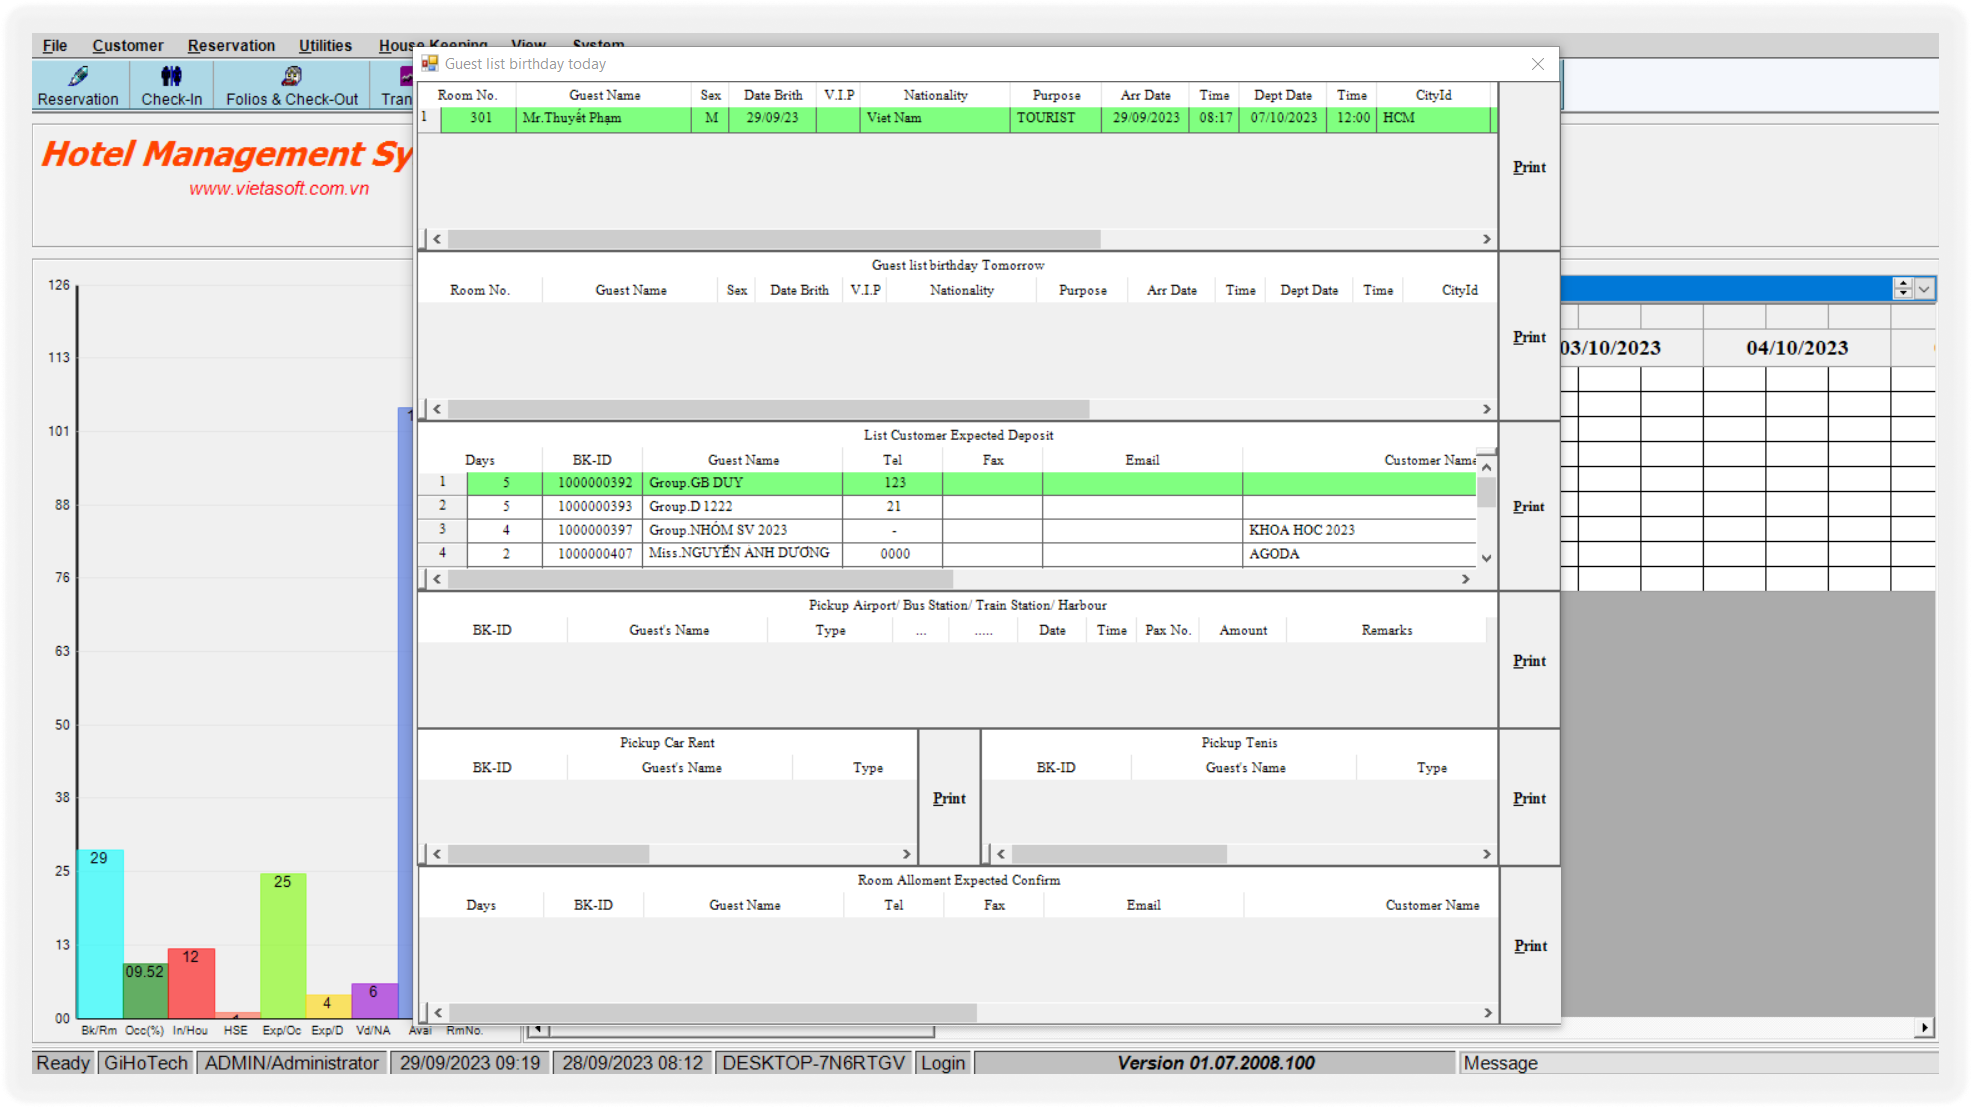 File Customer Reservation Utilities House Keeping View System
Guest list birthday today
Reservation Check-In Folios & Check-Out Tran
Room No. Guest Name Sex Date Brith V.I.P Nationality Purpose Arr Date Time Dept Date Time CityId
1 301 Mr.Thuyết Phạm M 29/09/23 Viet Nam TOURIST 29/09/2023 08:17 07/10/2023 12:00 HCM
Print
Hotel Management Sy
www.vietasoft.com.vn
Guest list birthday Tomorrow
Room No. Guest Name Sex Date Brith V.I.P Nationality Purpose Arr Date Time Dept Date Time CityId
Print
03/10/2023 04/10/2023
List Customer Expected Deposit
Days BK-ID Guest Name Tel Fax Email Customer Name
1 5 1000000392 Group.GB DUY 123
2 5 1000000393 Group.D 1222 21
3 4 1000000397 Group.NHÓM SV 2023 - KHOA HOC 2023
4 2 1000000407 Miss.NGUYỄN ÁNH DƯƠNG 0000 AGODA
Print
Pickup Airport/ Bus Station/ Train Station/ Harbour
BK-ID Guest's Name Type ... ..... Date Time Pax No. Amount Remarks
Print
Pickup Car Rent
BK-ID Guest's Name Type
Print
Pickup Tenis
BK-ID Guest's Name Type
Print
Room Alloment Expected Confirm
Days BK-ID Guest Name Tel Fax Email Customer Name
Print
126
113
101
88
76
63
50
38
25
13
00
29
09.52
12
25
4
6
Bk/Rm Occ(%) In/Hou HSE Exp/Oc Exp/D Vd/NA Avai RmNo.
Ready GiHoTech ADMIN/Administrator 29/09/2023 09:19 28/09/2023 08:12 DESKTOP-7N6RTGV Login Version 01.07.2008.100 Message